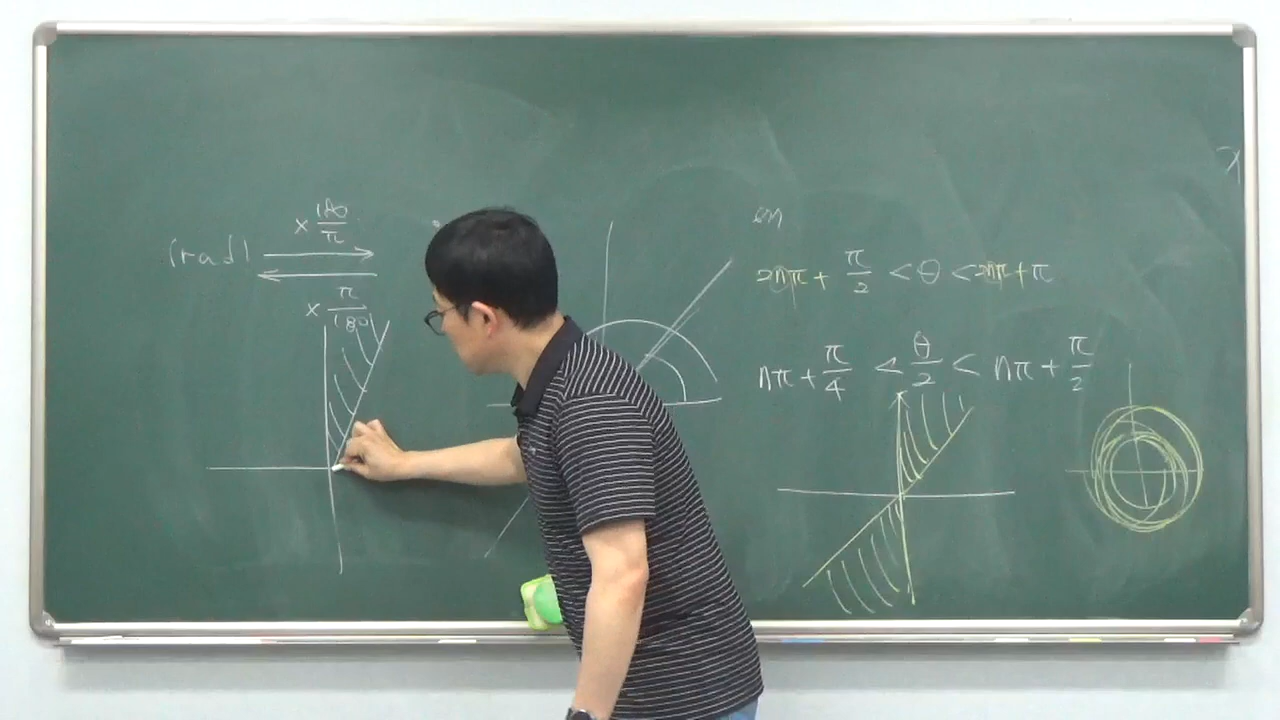 × 180/π
(rad)
× π/180
2nπ + π/2 < θ < 2nπ + π
nπ + π/4 < θ/2 < nπ + π/2
x